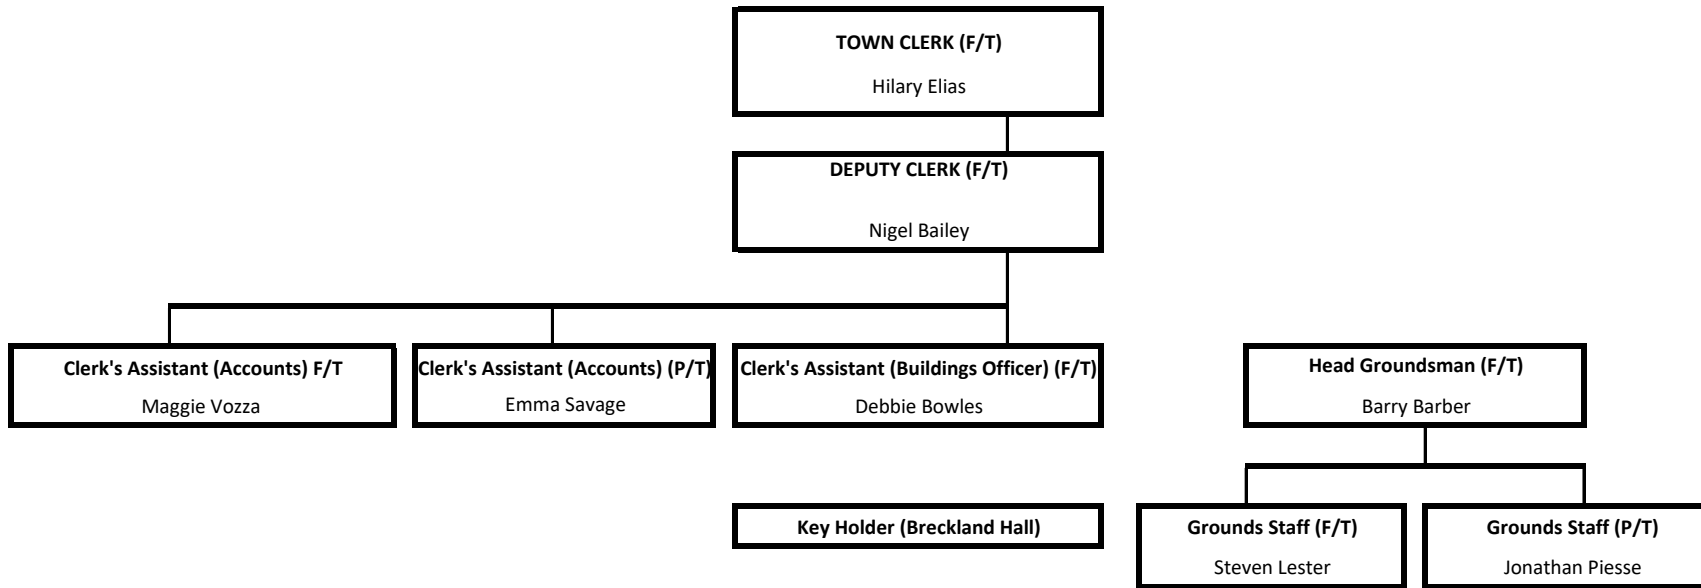 TOWN CLERK (F/T)
Hilary Elias
DEPUTY CLERK (F/T)
Nigel Bailey
Clerk's Assistant (Accounts) F/T
Maggie Vozza
Clerk's Assistant (Accounts) (P/T)
Emma Savage
Clerk's Assistant (Buildings Officer) (F/T)
Debbie Bowles
Head Groundsman (F/T)
Barry Barber
Key Holder (Breckland Hall)
Grounds Staff (F/T)
Steven Lester
Grounds Staff (P/T)
Jonathan Piesse